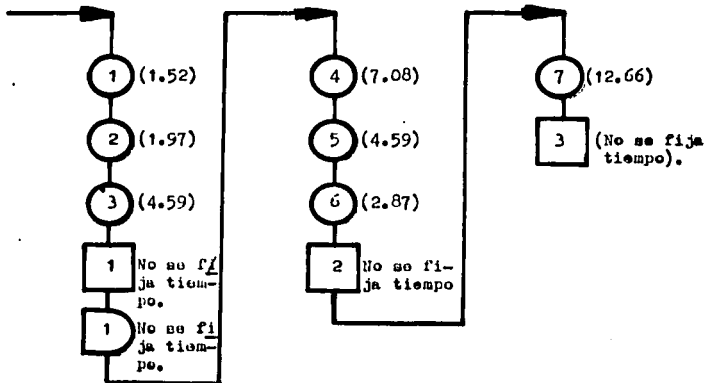 1 (1.52)
2 (1.97)
3 (4.59)
1 No se fi
ja tiem-
po.
1 No se fi
ja tiem-
po.
4 (7.08)
5 (4.59)
6 (2.87)
2 No se fi-
ja tiempo
7 (12.66)
3 (No se fija
tiempo).